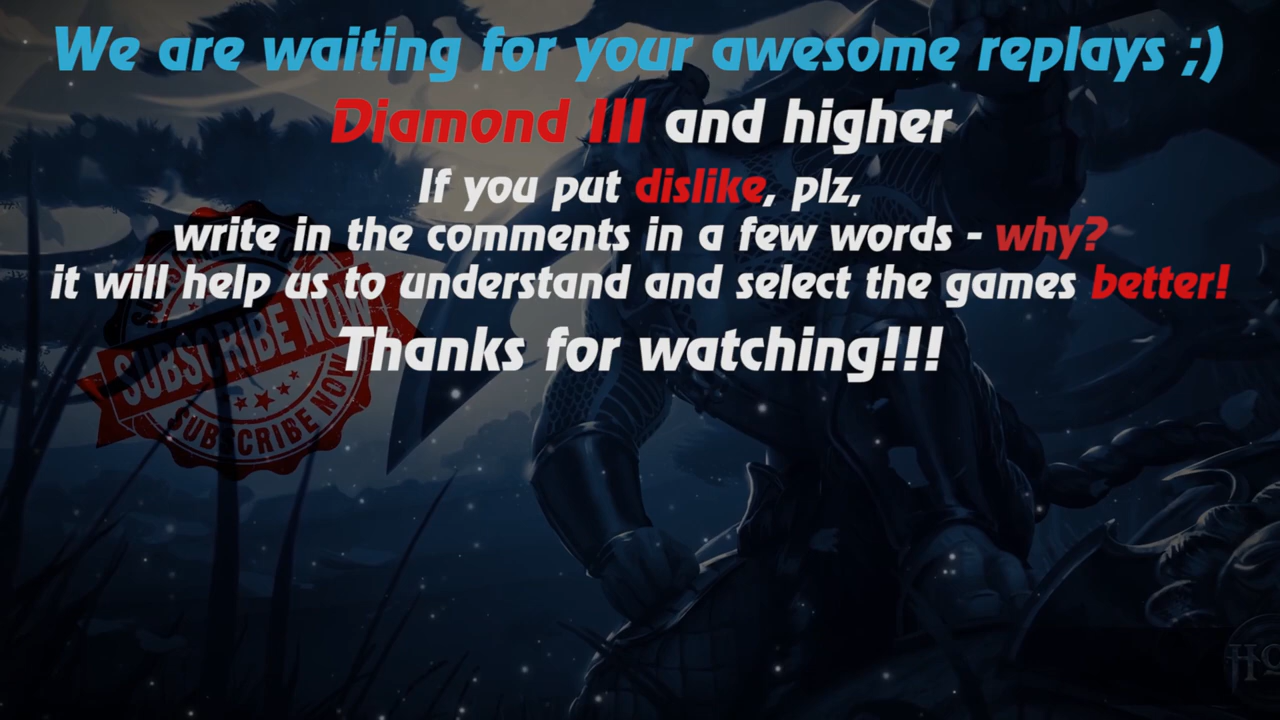 We are waiting for your awesome replays ;)
Diamond III and higher
If you put dislike, plz,
write in the comments in a few words - why?
it will help us to understand and select the games better!
SUBSCRIBE NOW
Thanks for watching!!!
SUBSCRIBE NOW